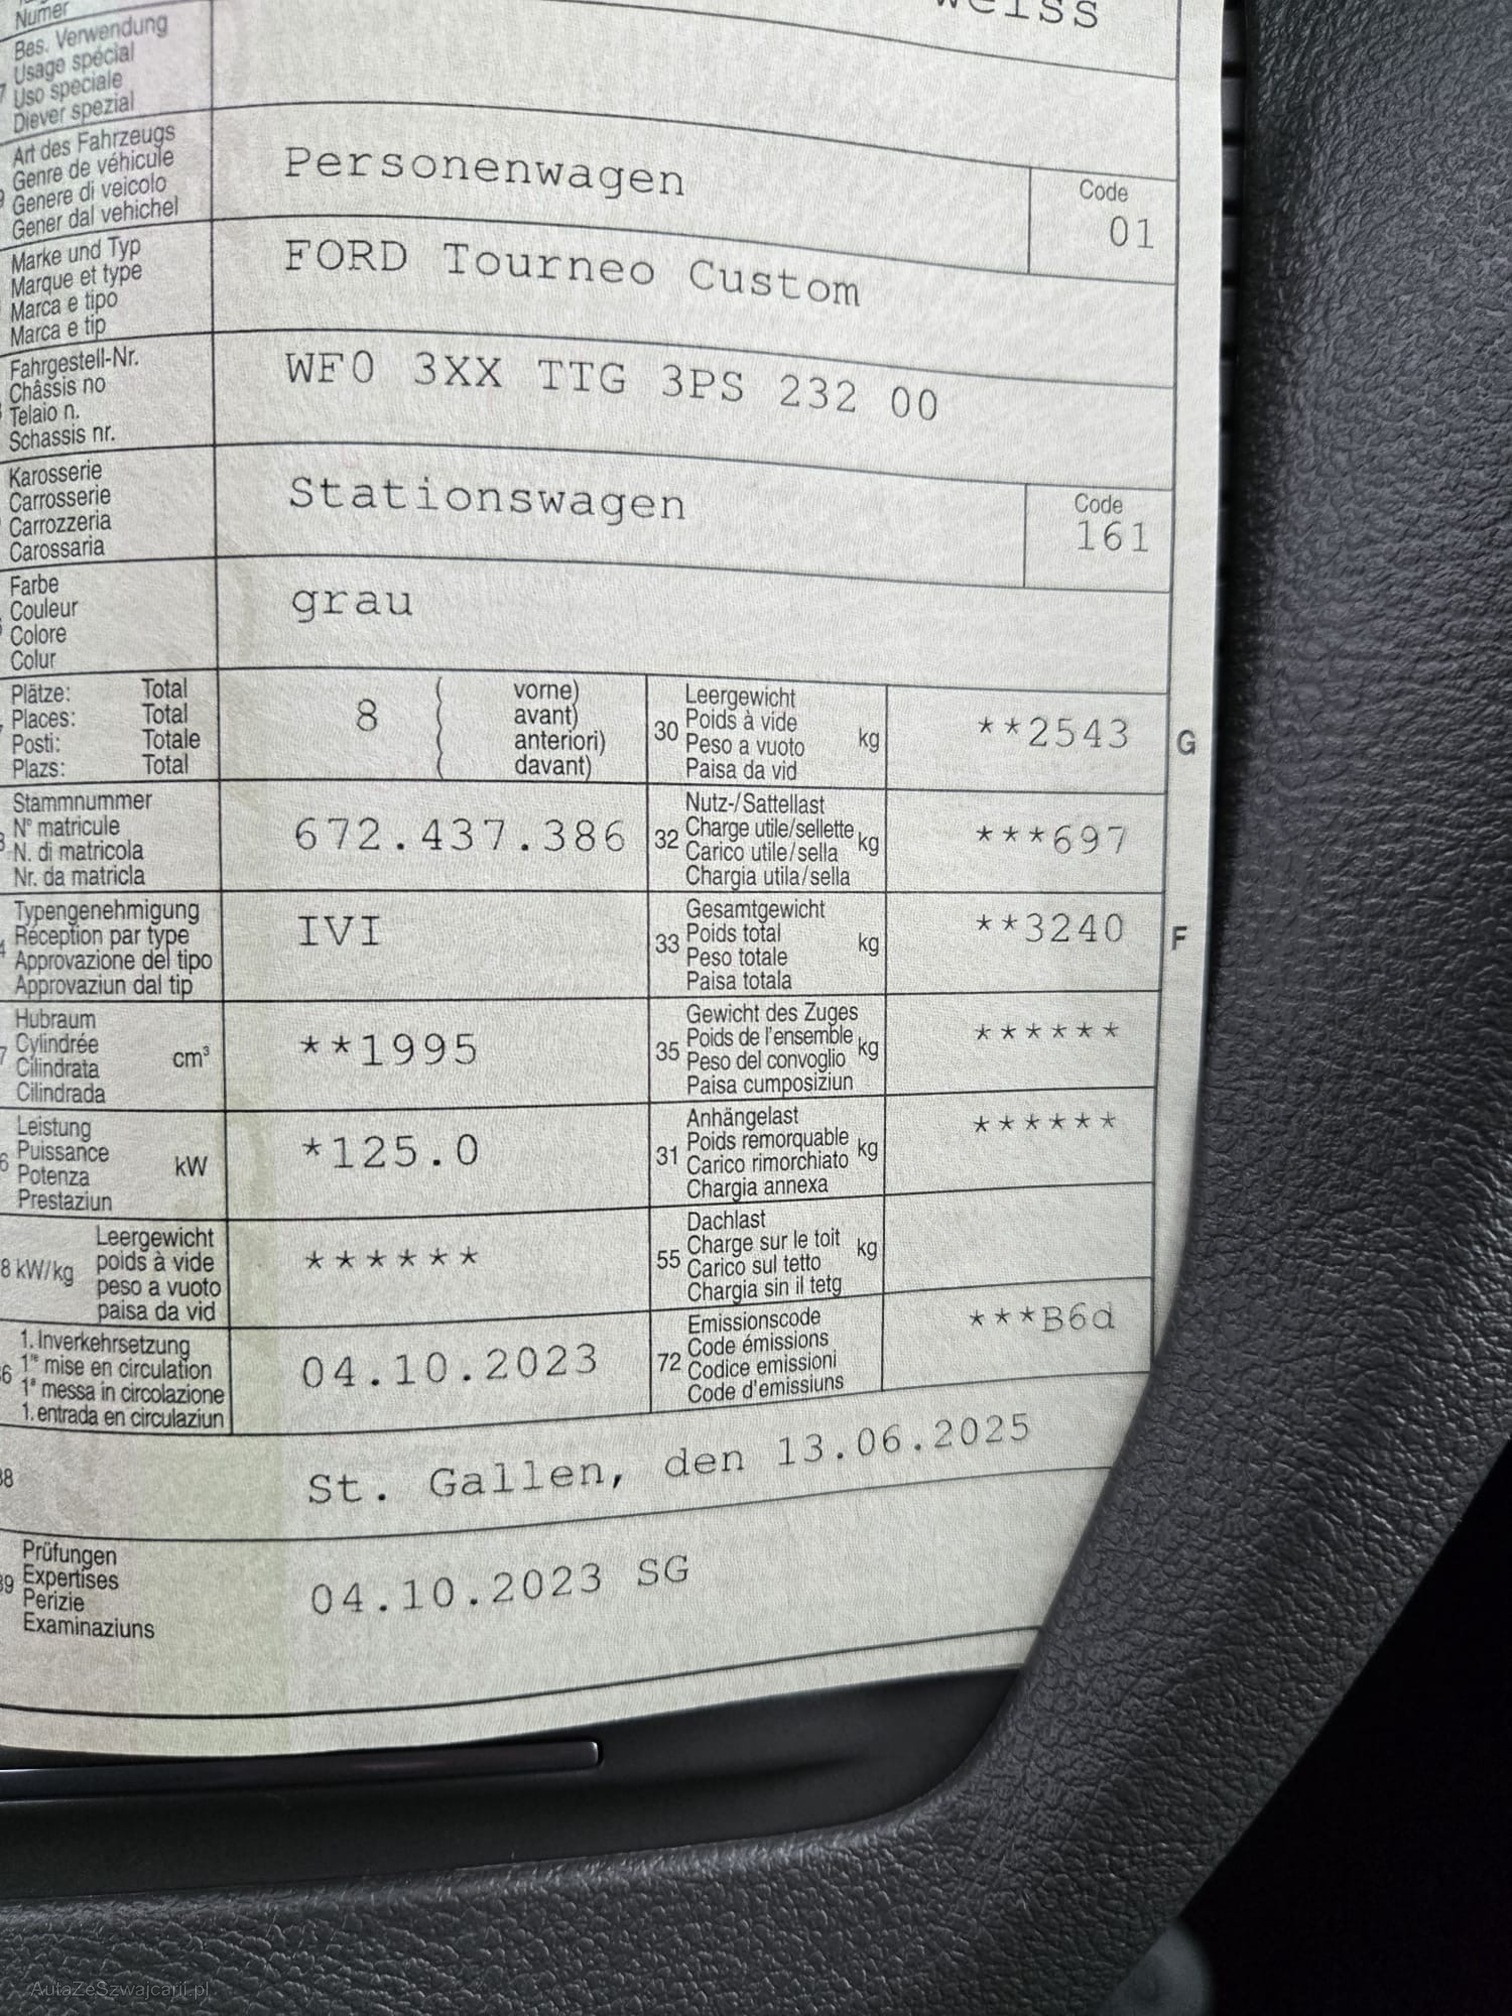 Numer
weiss
Bes. Verwendung
Usage spécial
7 Uso speciale
Diever spezial
Art des Fahrzeugs
Genre de véhicule
Genere di veicolo
Gener dal vehichel
Personenwagen
Code
01
Marke und Typ
Marque et type
Marca e tipo
Marca e tip
FORD Tourneo Custom
Fahrgestell-Nr.
Châssis no
Telaio n.
Schassis nr.
WF0 3XX TTG 3PS 232 00
Karosserie
Carrosserie
Carrozzeria
Carossaria
Stationswagen
Code
161
Farbe
Couleur
Colore
Colur
grau
Plätze: Total
Places: Total
Posti: Totale
Plazs: Total
8
vorne)
avant)
anteriori)
davant)
30 Leergewicht
Poids à vide
Peso a vuoto kg
Paisa da vid
**2543
G
Stammnummer
N° matricule
N. di matricola
Nr. da matricla
672.437.386
32 Nutz-/Sattellast
Charge utile/sellette kg
Carico utile/sella
Chargia utila/sella
***697
Typengenehmigung
Réception par type
Approvazione del tipo
Approvaziun dal tip
IVI
33 Gesamtgewicht
Poids total kg
Peso totale
Paisa totala
**3240
F
Hubraum
Cylindrée
Cilindrata cm³
Cilindrada
**1995
35 Gewicht des Zuges
Poids de l'ensemble kg
Peso del convoglio
Paisa cumposiziun
******
Leistung
Puissance
Potenza kW
Prestaziun
*125.0
31 Anhängelast
Poids remorquable kg
Carico rimorchiato
Chargia annexa
******
8 kW/kg Leergewicht
poids à vide
peso a vuoto
paisa da vid
******
55 Dachlast
Charge sur le toit kg
Carico sul tetto
Chargia sin il tetg
6 1. Inverkehrsetzung
1re mise en circulation
1a messa in circolazione
1. entrada en circulaziun
04.10.2023
72 Emissionscode
Code émissions
Codice emissioni
Code d'emissiuns
***B6d
38
St. Gallen, den 13.06.2025
39 Prüfungen
Expertises
Perizie
Examinaziuns
04.10.2023 SG
AutaZeSzwajcarii.pl